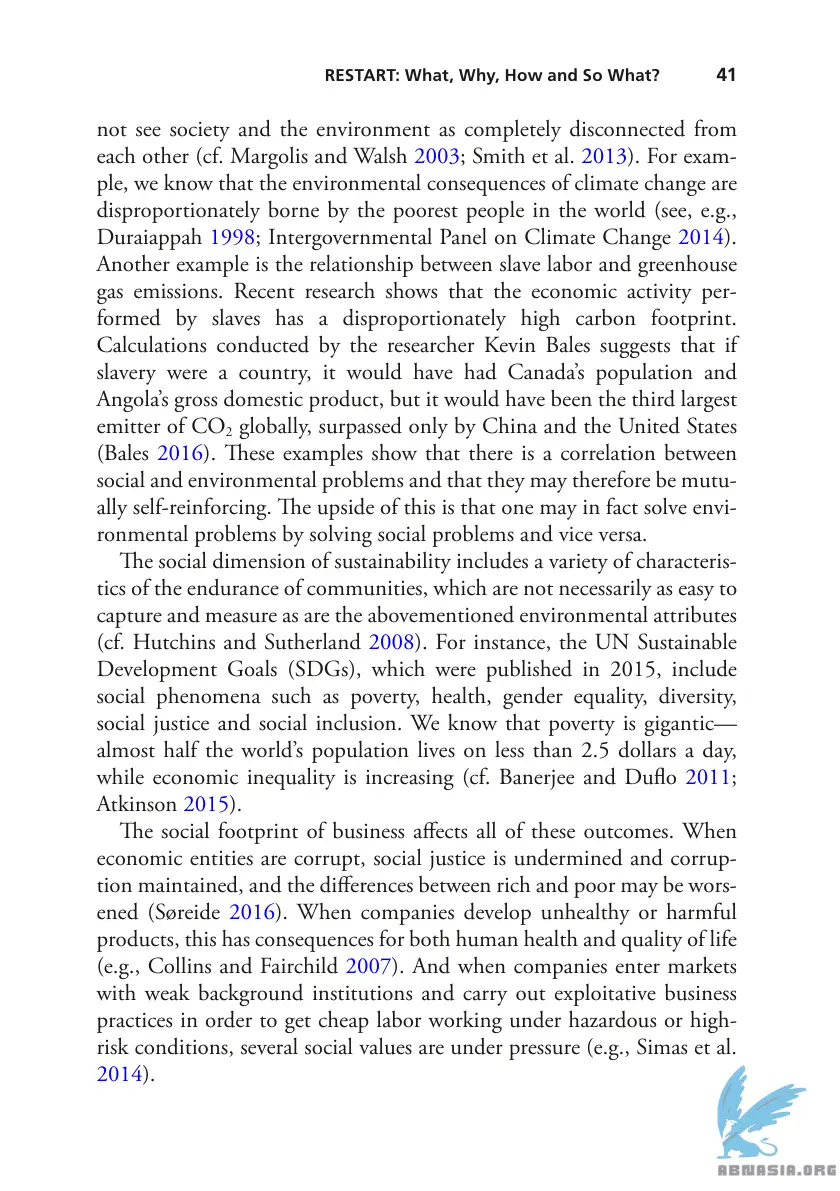 RESTART: What, Why, How and So What? 41
not see society and the environment as completely disconnected from
each other (cf. Margolis and Walsh 2003; Smith et al. 2013). For exam-
ple, we know that the environmental consequences of climate change are
disproportionately borne by the poorest people in the world (see, e.g.,
Duraiappah 1998; Intergovernmental Panel on Climate Change 2014).
Another example is the relationship between slave labor and greenhouse
gas emissions. Recent research shows that the economic activity per-
formed by slaves has a disproportionately high carbon footprint.
Calculations conducted by the researcher Kevin Bales suggests that if
slavery were a country, it would have had Canada’s population and
Angola’s gross domestic product, but it would have been the third largest
emitter of CO₂ globally, surpassed only by China and the United States
(Bales 2016). These examples show that there is a correlation between
social and environmental problems and that they may therefore be mutu-
ally self-reinforcing. The upside of this is that one may in fact solve envi-
ronmental problems by solving social problems and vice versa.
The social dimension of sustainability includes a variety of characteris-
tics of the endurance of communities, which are not necessarily as easy to
capture and measure as are the abovementioned environmental attributes
(cf. Hutchins and Sutherland 2008). For instance, the UN Sustainable
Development Goals (SDGs), which were published in 2015, include
social phenomena such as poverty, health, gender equality, diversity,
social justice and social inclusion. We know that poverty is gigantic—
almost half the world’s population lives on less than 2.5 dollars a day,
while economic inequality is increasing (cf. Banerjee and Duflo 2011;
Atkinson 2015).
The social footprint of business affects all of these outcomes. When
economic entities are corrupt, social justice is undermined and corrup-
tion maintained, and the differences between rich and poor may be wors-
ened (Søreide 2016). When companies develop unhealthy or harmful
products, this has consequences for both human health and quality of life
(e.g., Collins and Fairchild 2007). And when companies enter markets
with weak background institutions and carry out exploitative business
practices in order to get cheap labor working under hazardous or high-
risk conditions, several social values are under pressure (e.g., Simas et al.
2014).
ABNASIA.ORG